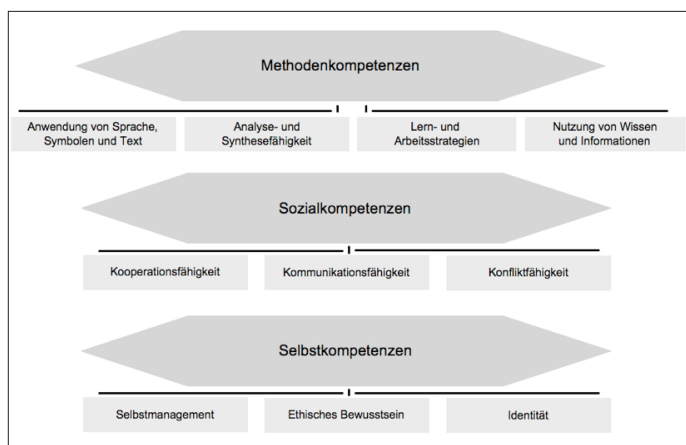 Methodenkompetenzen
Anwendung von Sprache,
Symbolen und Text
Analyse- und
Synthesefähigkeit
Lern- und
Arbeitsstrategien
Nutzung von Wissen
und Informationen
Sozialkompetenzen
Kooperationsfähigkeit
Kommunikationsfähigkeit
Konfliktfähigkeit
Selbstkompetenzen
Selbstmanagement
Ethisches Bewusstsein
Identität